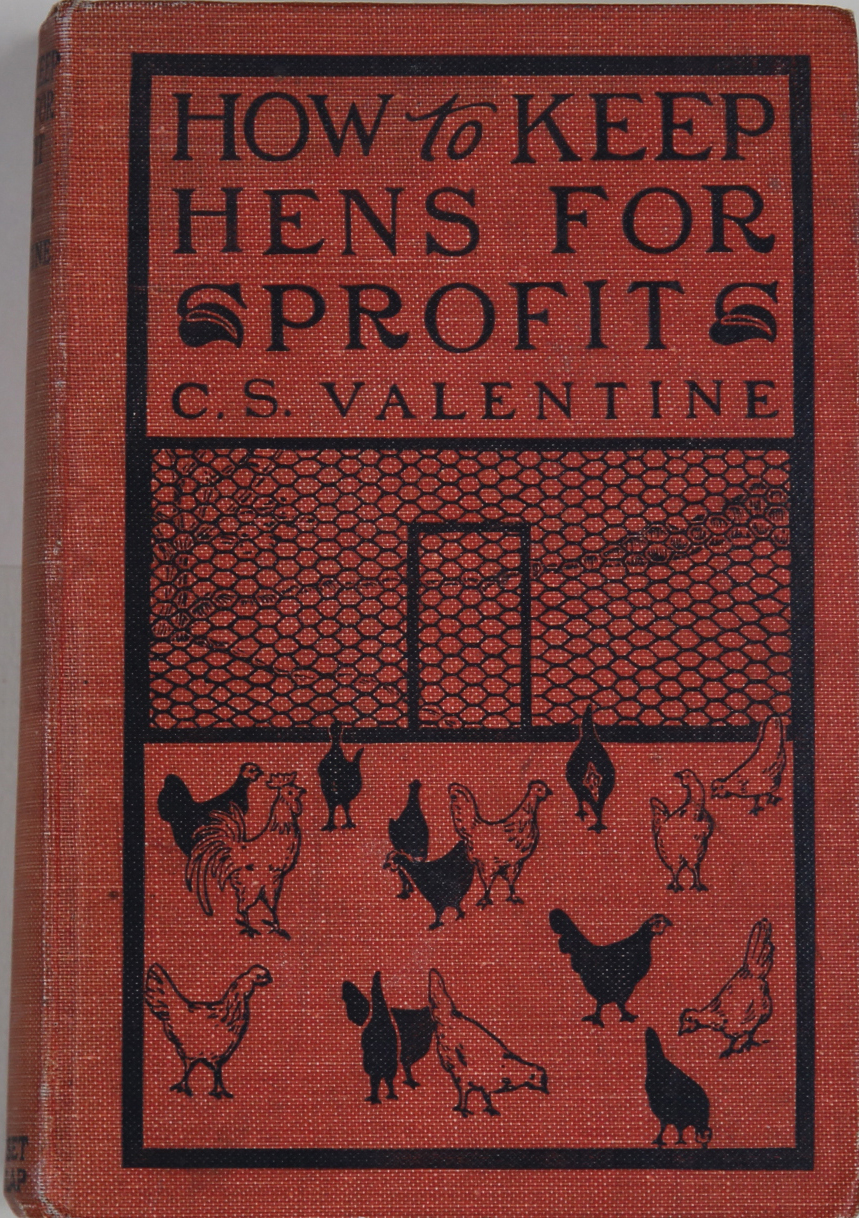 HOW to KEEP
HENS FOR
PROFIT
C. S. VALENTINE